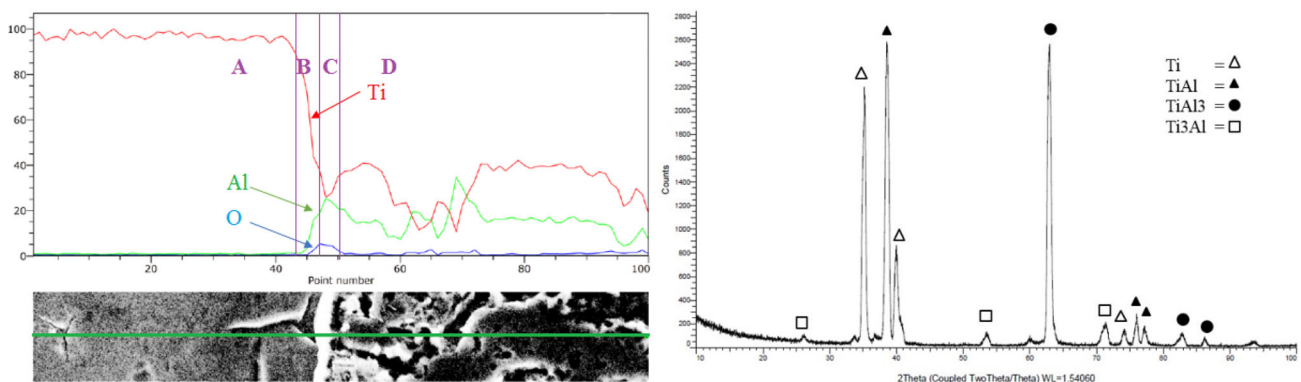 100
80
60
40
20
0
A
B
C
D
Ti
Al
O
20
40
60
80
100
Point number
2800
2600
2400
2200
2000
1800
1600
1400
1200
1000
800
600
400
200
0
Counts
Ti = △
TiAl = ▲
TiAl3 = ●
Ti3Al = □
10
20
30
40
50
60
70
80
90
100
2Theta (Coupled TwoTheta/Theta) WL=1.54060